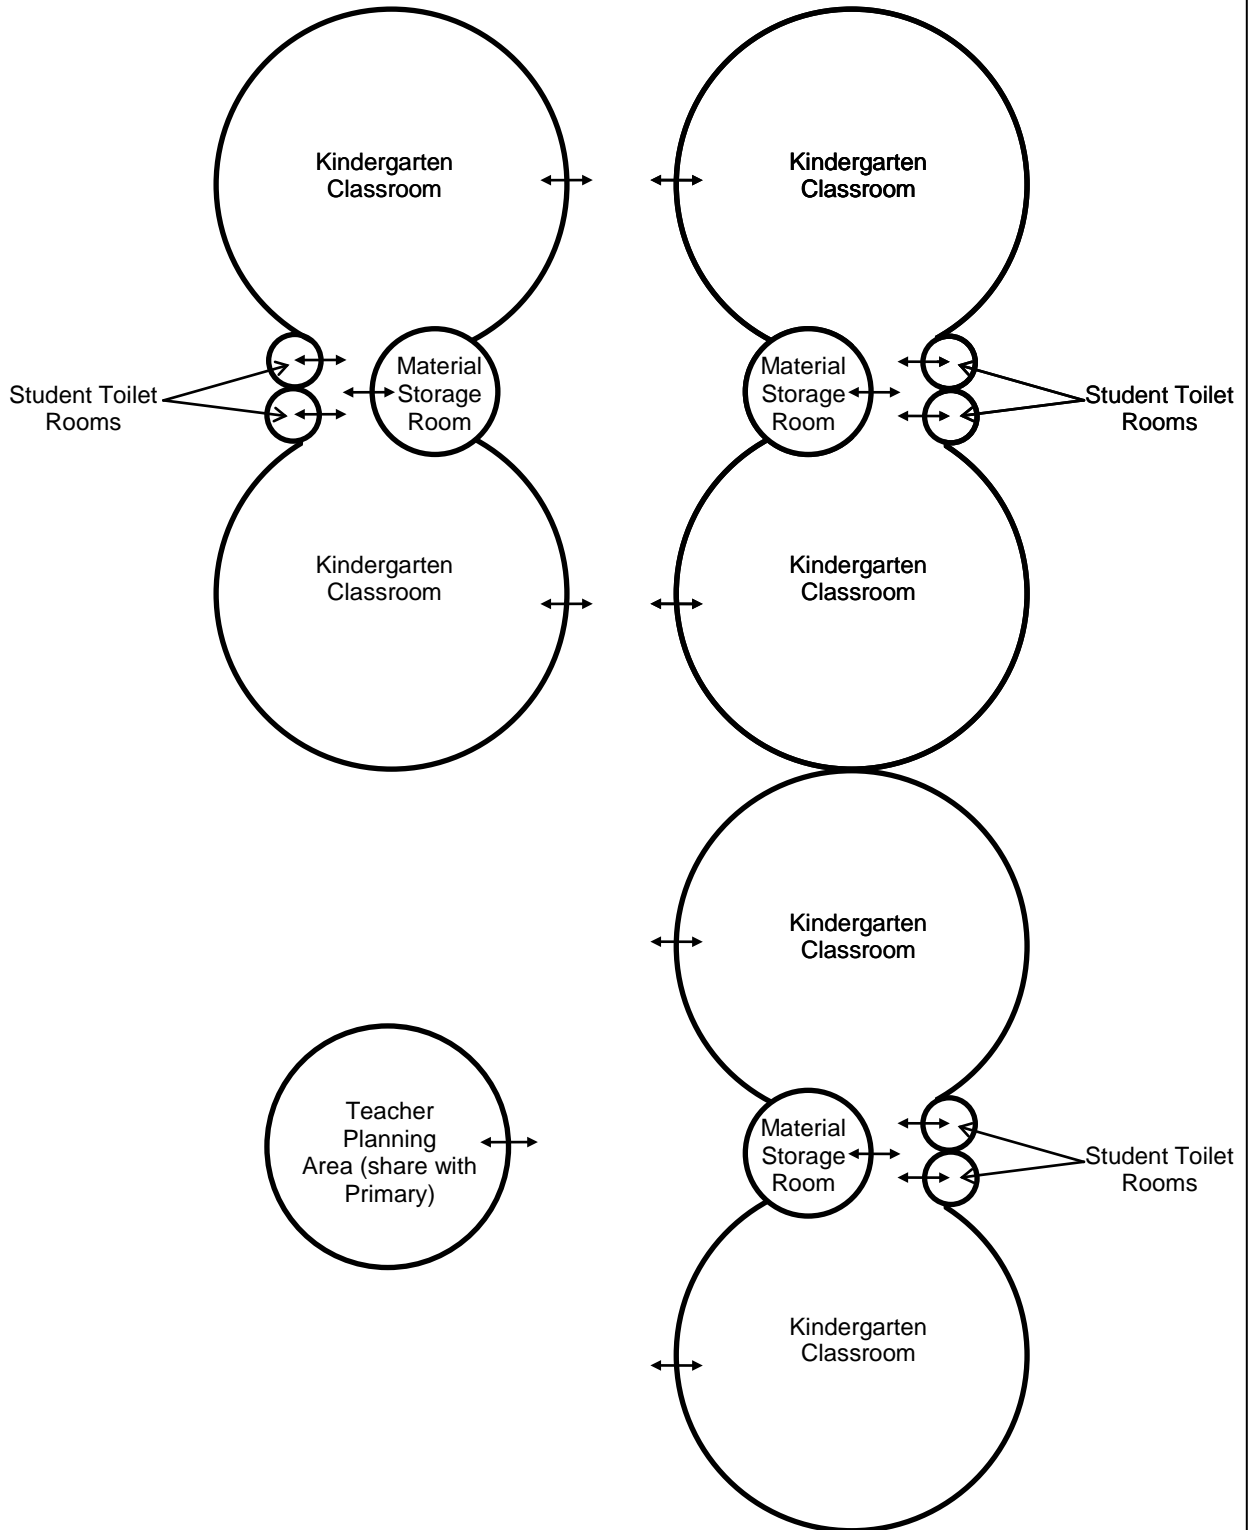 Kindergarten
Classroom
Kindergarten
Classroom
Student Toilet
Rooms
Material
Storage
Room
Material
Storage
Room
Student Toilet
Rooms
Kindergarten
Classroom
Kindergarten
Classroom
Kindergarten
Classroom
Teacher
Planning
Area (share with
Primary)
Material
Storage
Room
Student Toilet
Rooms
Kindergarten
Classroom